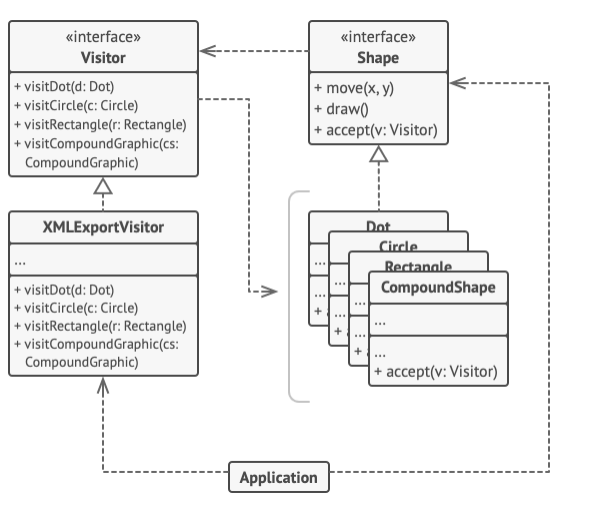 «interface»
Visitor
+ visitDot(d: Dot)
+ visitCircle(c: Circle)
+ visitRectangle(r: Rectangle)
+ visitCompoundGraphic(cs:
CompoundGraphic)
«interface»
Shape
+ move(x, y)
+ draw()
+ accept(v: Visitor)
XMLExportVisitor
...
+ visitDot(d: Dot)
+ visitCircle(c: Circle)
+ visitRectangle(r: Rectangle)
+ visitCompoundGraphic(cs:
CompoundGraphic)
Dot
...
...
+
Circle
...
...
+
Rectangle
...
...
+
CompoundShape
...
...
+ accept(v: Visitor)
Application